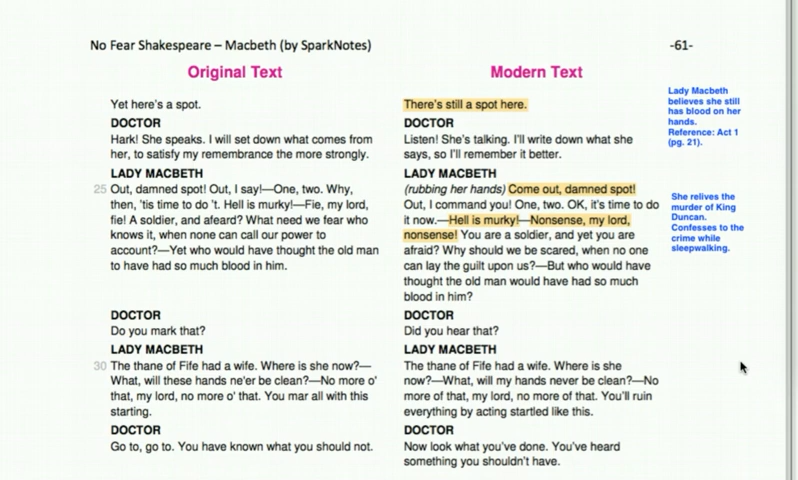 No Fear Shakespeare – Macbeth (by SparkNotes)
-61-
Original Text
Yet here's a spot.
DOCTOR
Hark! She speaks. I will set down what comes from
her, to satisfy my remembrance the more strongly.
LADY MACBETH
25 Out, damned spot! Out, I say!—One, two. Why,
then, 'tis time to do 't. Hell is murky!—Fie, my lord,
fie! A soldier, and afeard? What need we fear who
knows it, when none can call our power to
account?—Yet who would have thought the old man
to have had so much blood in him.
DOCTOR
Do you mark that?
LADY MACBETH
30 The thane of Fife had a wife. Where is she now?—
What, will these hands ne'er be clean?—No more o'
that, my lord, no more o' that. You mar all with this
starting.
DOCTOR
Go to, go to. You have known what you should not.
Modern Text
There's still a spot here.
DOCTOR
Listen! She's talking. I'll write down what she
says, so I'll remember it better.
LADY MACBETH
(rubbing her hands) Come out, damned spot!
Out, I command you! One, two. OK, it's time to do
it now.—Hell is murky!—Nonsense, my lord,
nonsense! You are a soldier, and yet you are
afraid? Why should we be scared, when no one
can lay the guilt upon us?—But who would have
thought the old man would have had so much
blood in him?
DOCTOR
Did you hear that?
LADY MACBETH
The thane of Fife had a wife. Where is she
now?—What, will my hands never be clean?—No
more of that, my lord, no more of that. You'll ruin
everything by acting startled like this.
DOCTOR
Now look what you've done. You've heard
something you shouldn't have.
Lady Macbeth
believes she still
has blood on her
hands.
Reference: Act 1
(pg. 21).
She relives the
murder of King
Duncan.
Confesses to the
crime while
sleepwalking.